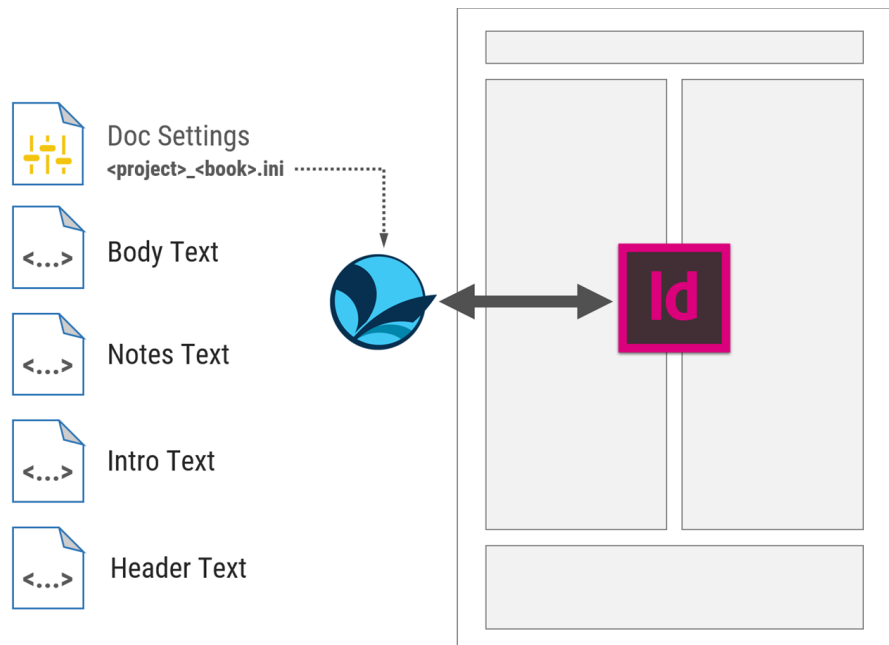 Doc Settings
<project>_<book>.ini
<...>
Body Text
<...>
Notes Text
<...>
Intro Text
<...>
Header Text
Id